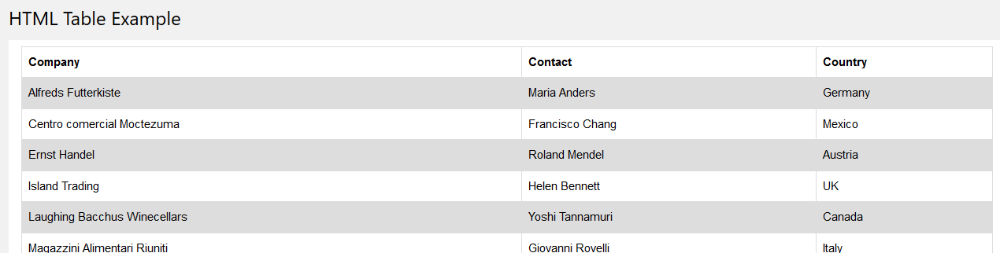 HTML Table Example
Company Contact Country
Alfreds Futterkiste Maria Anders Germany
Centro comercial Moctezuma Francisco Chang Mexico
Ernst Handel Roland Mendel Austria
Island Trading Helen Bennett UK
Laughing Bacchus Winecellars Yoshi Tannamuri Canada
Magazzini Alimentari Riuniti Giovanni Rovelli Italy